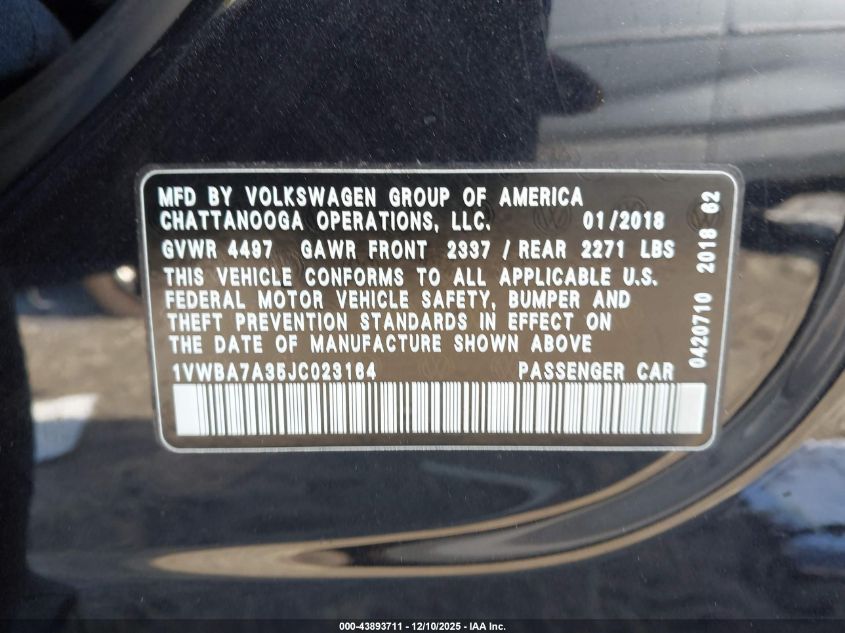 MFD BY VOLKSWAGEN GROUP OF AMERICA
CHATTANOOGA OPERATIONS, LLC. 01/2018
GVWR 4497 GAWR FRONT 2337 / REAR 2271 LBS
THIS VEHICLE CONFORMS TO ALL APPLICABLE U.S.
FEDERAL MOTOR VEHICLE SAFETY, BUMPER AND
THEFT PREVENTION STANDARDS IN EFFECT ON
THE DATE OF MANUFACTURE SHOWN ABOVE
1VWBA7A35JC023164 PASSENGER CAR
0420710 2018 62
000-43893711 - 12/10/2025 - IAA Inc.